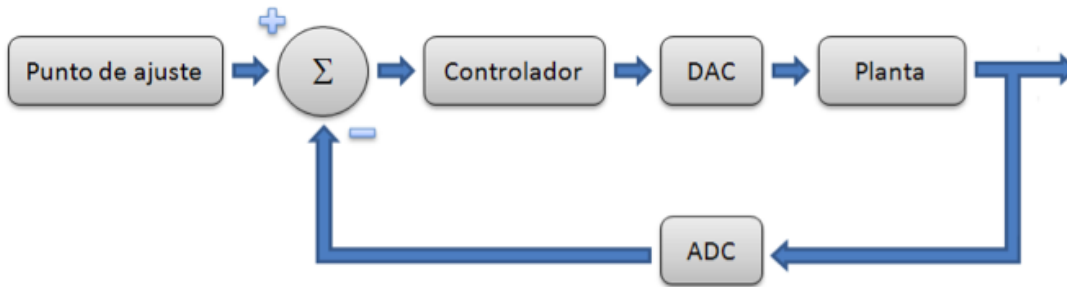 Punto de ajuste
Σ
Controlador
DAC
Planta
ADC